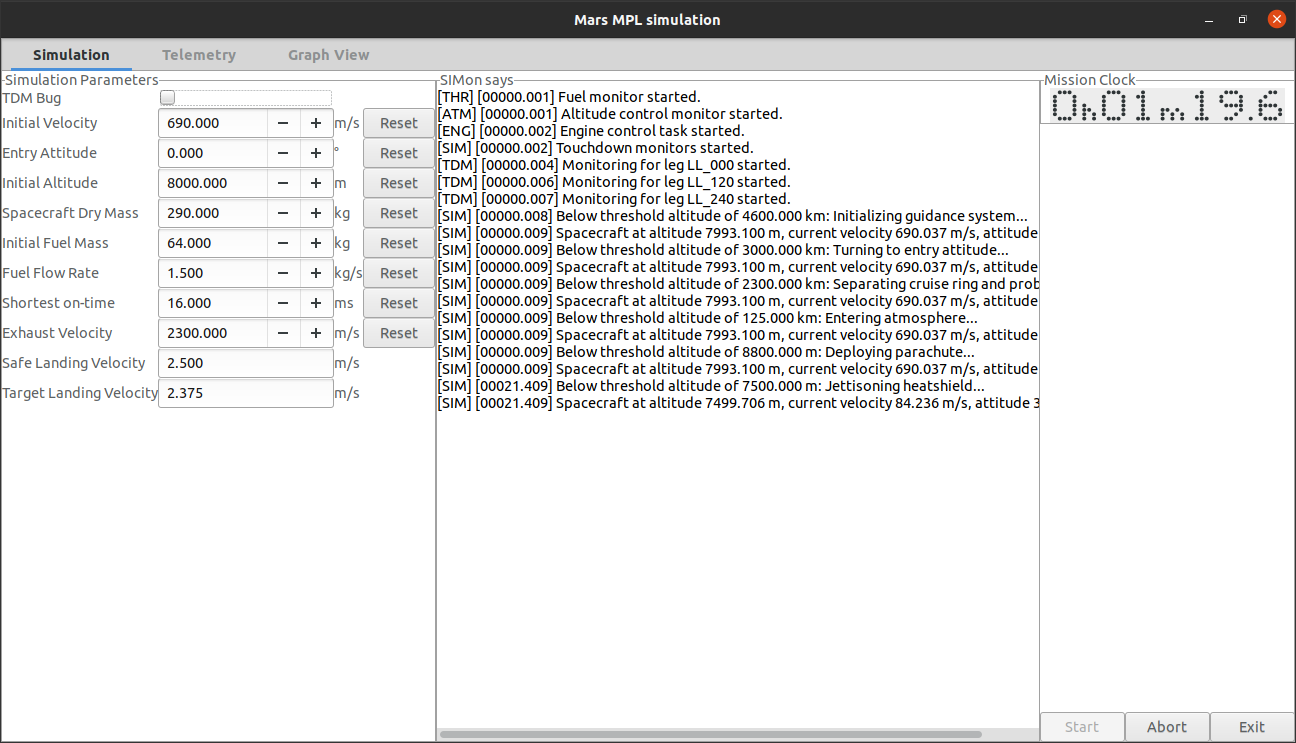 Mars MPL simulation
Simulation Telemetry Graph View
Simulation Parameters
TDM Bug
Initial Velocity 690.000 − + m/s Reset
Entry Attitude 0.000 − + ° Reset
Initial Altitude 8000.000 − + m Reset
Spacecraft Dry Mass 290.000 − + kg Reset
Initial Fuel Mass 64.000 − + kg Reset
Fuel Flow Rate 1.500 − + kg/s Reset
Shortest on-time 16.000 − + ms Reset
Exhaust Velocity 2300.000 − + m/s Reset
Safe Landing Velocity 2.500 m/s
Target Landing Velocity 2.375 m/s
SIMon says
[THR] [00000.001] Fuel monitor started.
[ATM] [00000.001] Altitude control monitor started.
[ENG] [00000.002] Engine control task started.
[SIM] [00000.002] Touchdown monitors started.
[TDM] [00000.004] Monitoring for leg LL_000 started.
[TDM] [00000.006] Monitoring for leg LL_120 started.
[TDM] [00000.007] Monitoring for leg LL_240 started.
[SIM] [00000.008] Below threshold altitude of 4600.000 km: Initializing guidance system...
[SIM] [00000.009] Spacecraft at altitude 7993.100 m, current velocity 690.037 m/s, attitude
[SIM] [00000.009] Below threshold altitude of 3000.000 km: Turning to entry attitude...
[SIM] [00000.009] Spacecraft at altitude 7993.100 m, current velocity 690.037 m/s, attitude
[SIM] [00000.009] Below threshold altitude of 2300.000 km: Separating cruise ring and prob
[SIM] [00000.009] Spacecraft at altitude 7993.100 m, current velocity 690.037 m/s, attitude
[SIM] [00000.009] Below threshold altitude of 125.000 km: Entering atmosphere...
[SIM] [00000.009] Spacecraft at altitude 7993.100 m, current velocity 690.037 m/s, attitude
[SIM] [00000.009] Below threshold altitude of 8800.000 m: Deploying parachute...
[SIM] [00000.009] Spacecraft at altitude 7993.100 m, current velocity 690.037 m/s, attitude
[SIM] [00021.409] Below threshold altitude of 7500.000 m: Jettisoning heatshield...
[SIM] [00021.409] Spacecraft at altitude 7499.706 m, current velocity 84.236 m/s, attitude 3
Mission Clock
0h01m19.6
Start Abort Exit